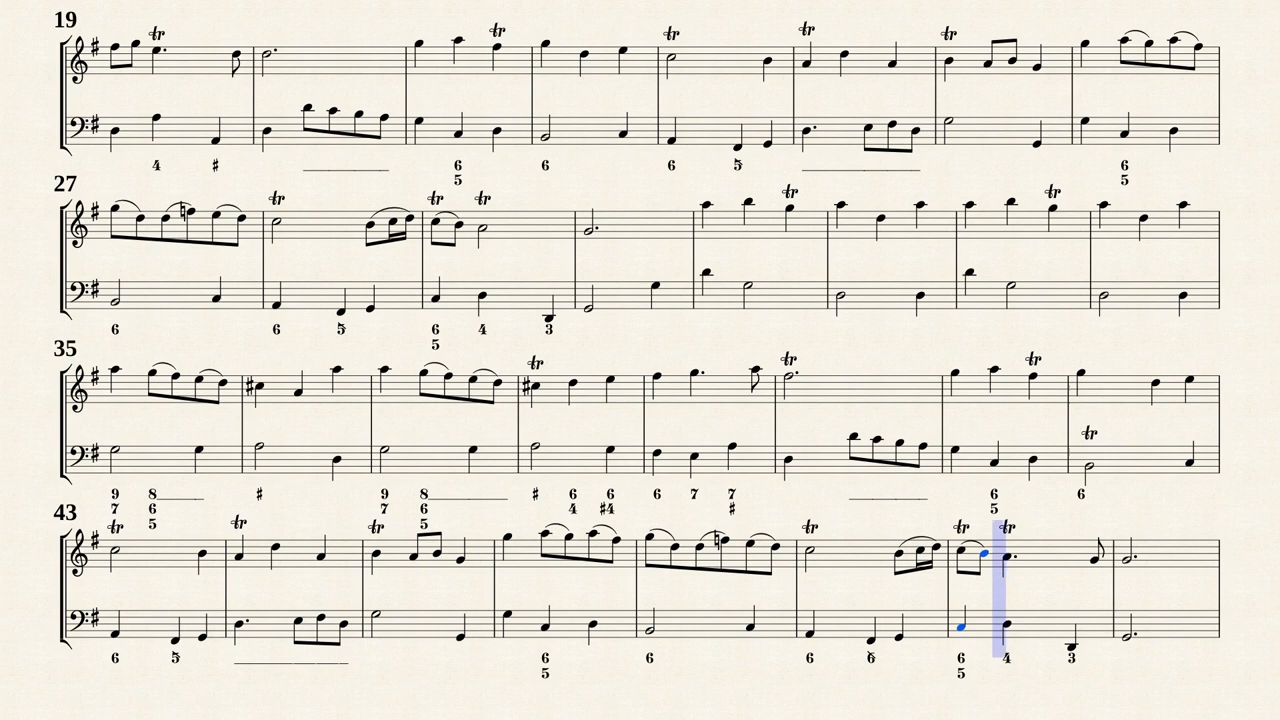 19
tr tr tr tr tr
4 ♯ 6 6 6 5 6
5 5
27
tr tr tr tr tr
6 6 5 6 4 3
5
35
tr tr tr
tr
9 8 ♯ 9 8 ♯ 6 6 6 7 7 6 6
7 6 7 6 4 ♯4 ♯ 5
5 5
43
tr tr tr tr tr tr
6 5 6 6 6 6 6 4 3
5 5